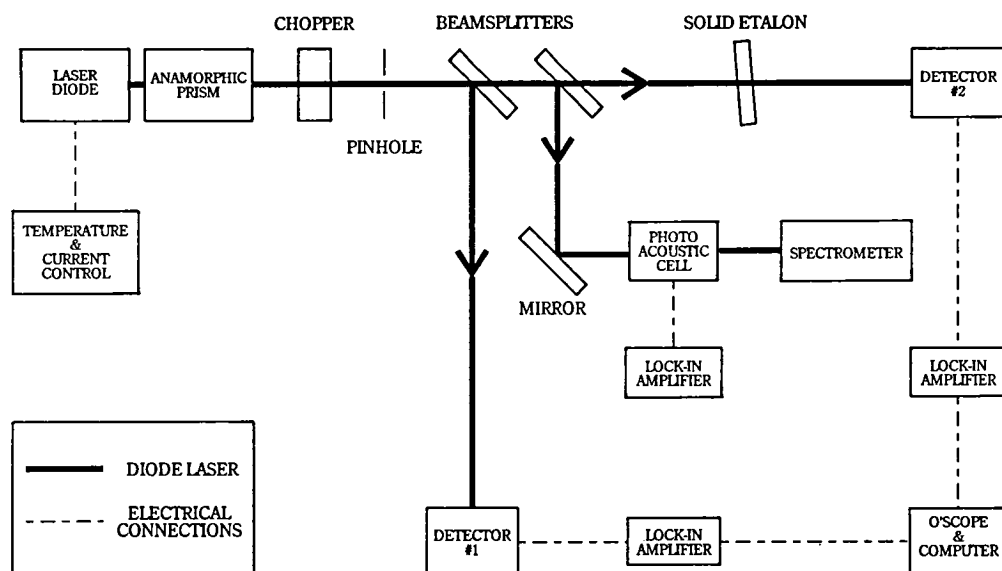 CHOPPER
BEAMSPLITTERS
SOLID ETALON
LASER
DIODE
ANAMORPHIC
PRISM
DETECTOR
#2
PINHOLE
TEMPERATURE
&
CURRENT
CONTROL
PHOTO
ACOUSTIC
CELL
SPECTROMETER
MIRROR
LOCK-IN
AMPLIFIER
LOCK-IN
AMPLIFIER
DIODE LASER
ELECTRICAL
CONNECTIONS
DETECTOR
#1
LOCK-IN
AMPLIFIER
O'SCOPE
&
COMPUTER